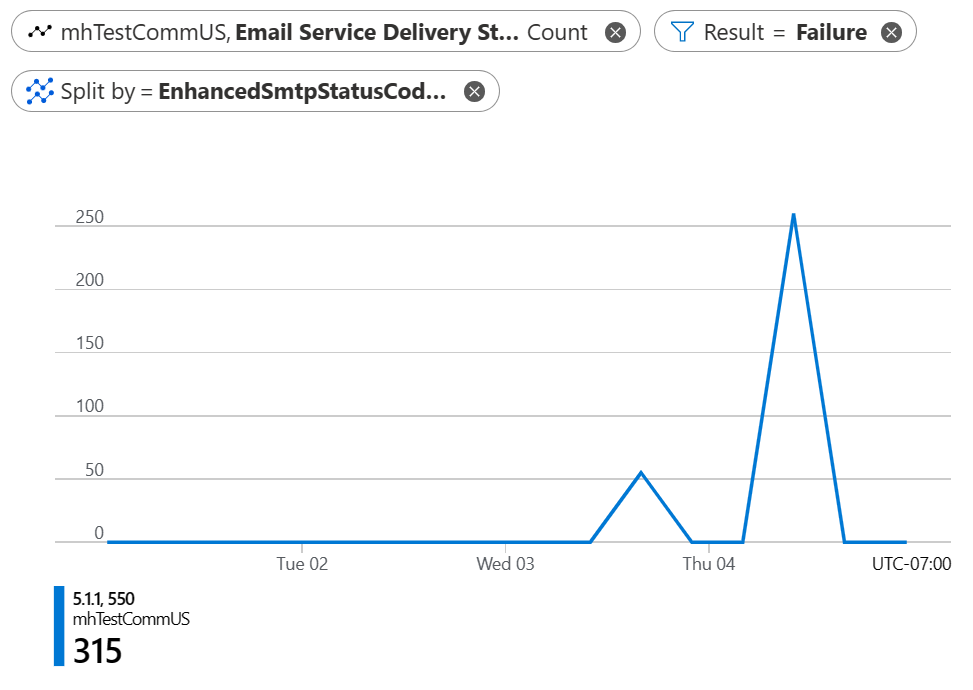 mhTestCommUS, Email Service Delivery St... Count
Result = Failure
Split by = EnhancedSmtpStatusCod...
250
200
150
100
50
0
Tue 02
Wed 03
Thu 04
UTC-07:00
5.1.1, 550
mhTestCommUS
315